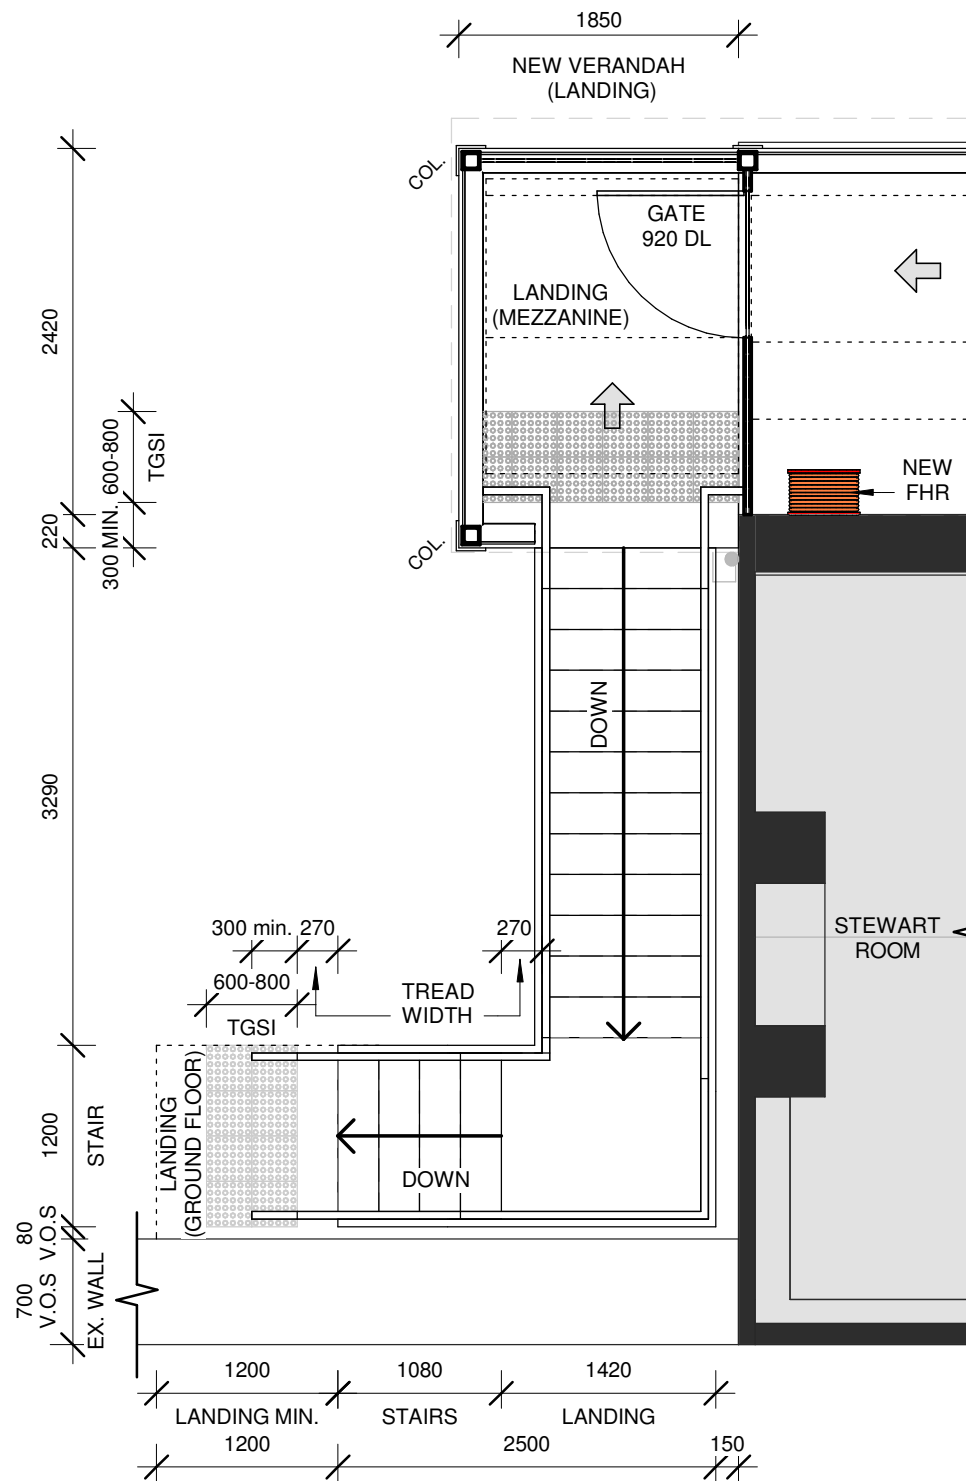 1850
NEW VERANDAH
(LANDING)
COL.
GATE
920 DL
LANDING
(MEZZANINE)
2420
600-800
TGSI
NEW
FHR
220
300 MIN.
COL.
DOWN
3290
STEWART
ROOM
300 min.
270
270
600-800
TREAD
WIDTH
TGSI
LANDING
(GROUND FLOOR)
1200
STAIR
DOWN
80
V.O.S
700
V.O.S
EX. WALL
1200
1080
1420
LANDING MIN.
STAIRS
LANDING
1200
2500
150